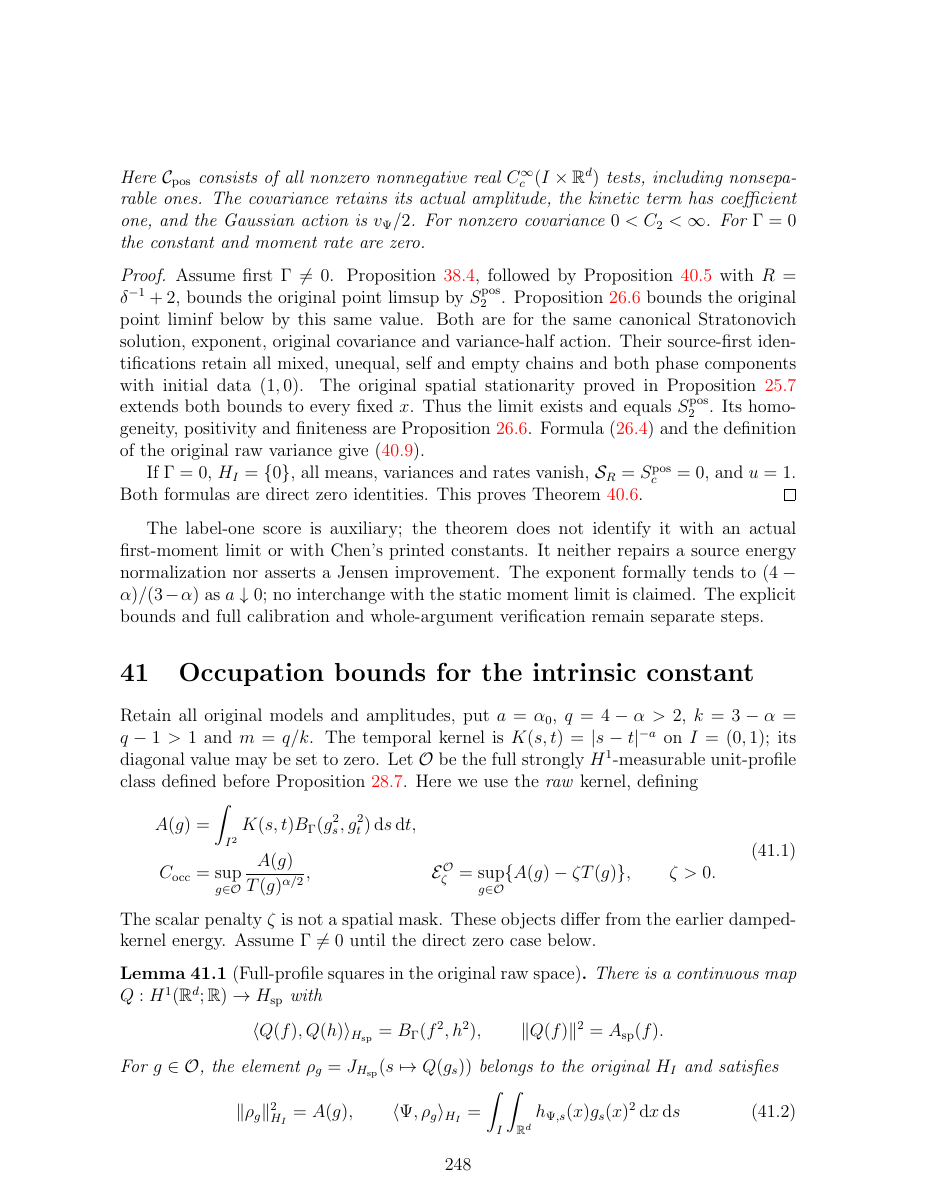 Here 𝒞pos consists of all nonzero nonnegative real C_c^∞(I × ℝ^d) tests, including nonsepa-
rable ones. The covariance retains its actual amplitude, the kinetic term has coefficient
one, and the Gaussian action is v_Ψ/2. For nonzero covariance 0 < C_2 < ∞. For Γ = 0
the constant and moment rate are zero.
Proof. Assume first Γ ≠ 0. Proposition 38.4, followed by Proposition 40.5 with R =
δ^{−1} + 2, bounds the original point limsup by S_2^{pos}. Proposition 26.6 bounds the original
point liminf below by this same value. Both are for the same canonical Stratonovich
solution, exponent, original covariance and variance-half action. Their source-first iden-
tifications retain all mixed, unequal, self and empty chains and both phase components
with initial data (1, 0). The original spatial stationarity proved in Proposition 25.7
extends both bounds to every fixed x. Thus the limit exists and equals S_2^{pos}. Its homo-
geneity, positivity and finiteness are Proposition 26.6. Formula (26.4) and the definition
of the original raw variance give (40.9).
If Γ = 0, H_I = {0}, all means, variances and rates vanish, 𝒮_R = S_c^{pos} = 0, and u = 1.
Both formulas are direct zero identities. This proves Theorem 40.6. □
The label-one score is auxiliary; the theorem does not identify it with an actual
first-moment limit or with Chen's printed constants. It neither repairs a source energy
normalization nor asserts a Jensen improvement. The exponent formally tends to (4 −
α)/(3−α) as a ↓ 0; no interchange with the static moment limit is claimed. The explicit
bounds and full calibration and whole-argument verification remain separate steps.
41 Occupation bounds for the intrinsic constant
Retain all original models and amplitudes, put a = α_0, q = 4 − α > 2, k = 3 − α =
q − 1 > 1 and m = q/k. The temporal kernel is K(s, t) = |s − t|^{−a} on I = (0, 1); its
diagonal value may be set to zero. Let 𝒪 be the full strongly H^1-measurable unit-profile
class defined before Proposition 28.7. Here we use the raw kernel, defining
A(g) = ∫_{I^2} K(s, t)B_Γ(g_s^2, g_t^2) ds dt,
C_occ = sup_{g∈𝒪} A(g)/T(g)^{α/2}, ℰ_ζ^𝒪 = sup_{g∈𝒪}{A(g) − ζT(g)}, ζ > 0. (41.1)
The scalar penalty ζ is not a spatial mask. These objects differ from the earlier damped-
kernel energy. Assume Γ ≠ 0 until the direct zero case below.
Lemma 41.1 (Full-profile squares in the original raw space). There is a continuous map
Q : H^1(ℝ^d; ℝ) → H_sp with
⟨Q(f), Q(h)⟩_{H_sp} = B_Γ(f^2, h^2), ‖Q(f)‖^2 = A_sp(f).
For g ∈ 𝒪, the element ρ_g = J_{H_sp}(s ↦ Q(g_s)) belongs to the original H_I and satisfies
‖ρ_g‖_{H_I}^2 = A(g), ⟨Ψ, ρ_g⟩_{H_I} = ∫_I ∫_{ℝ^d} h_{Ψ,s}(x)g_s(x)^2 dx ds (41.2)
248